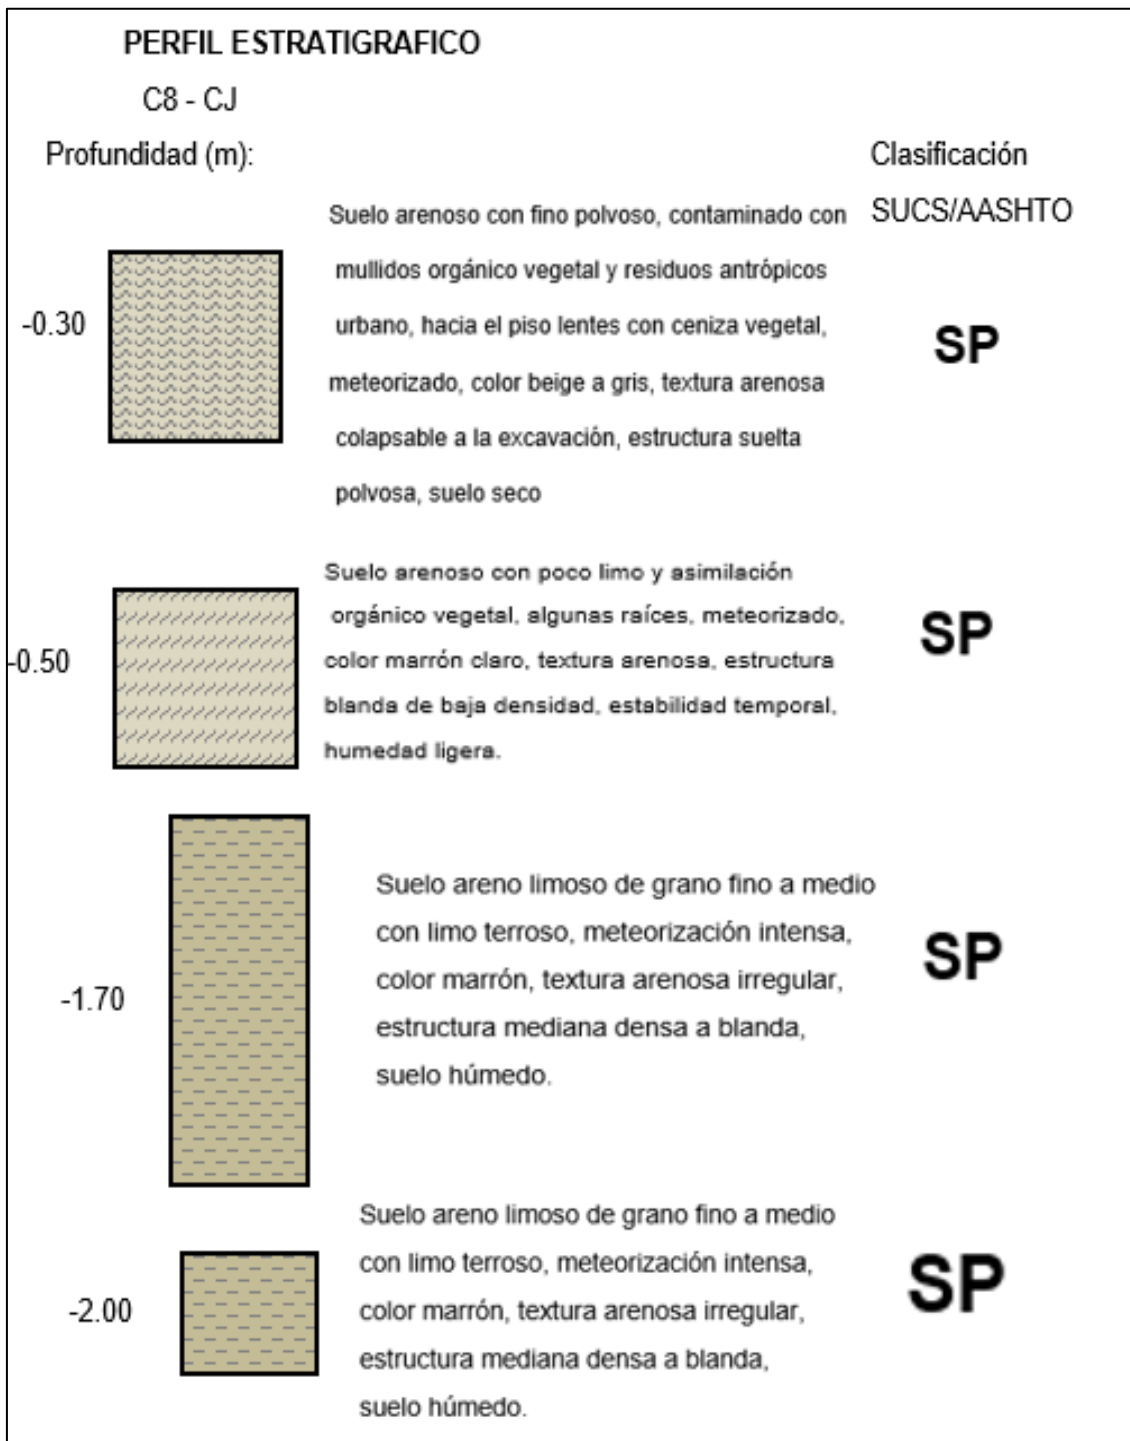 PERFIL ESTRATIGRAFICO
C8 - CJ
Profundidad (m):
Clasificación
SUCS/AASHTO
Suelo arenoso con fino polvoso, contaminado con
mullidos orgánico vegetal y residuos antrópicos
urbano, hacia el piso lentes con ceniza vegetal,
meteorizado, color beige a gris, textura arenosa
colapsable a la excavación, estructura suelta
polvosa, suelo seco
-0.30
SP
Suelo arenoso con poco limo y asimilación
orgánico vegetal, algunas raíces, meteorizado,
color marrón claro, textura arenosa, estructura
blanda de baja densidad, estabilidad temporal,
humedad ligera.
-0.50
SP
Suelo areno limoso de grano fino a medio
con limo terroso, meteorización intensa,
color marrón, textura arenosa irregular,
estructura mediana densa a blanda,
suelo húmedo.
-1.70
SP
Suelo areno limoso de grano fino a medio
con limo terroso, meteorización intensa,
color marrón, textura arenosa irregular,
estructura mediana densa a blanda,
suelo húmedo.
-2.00
SP